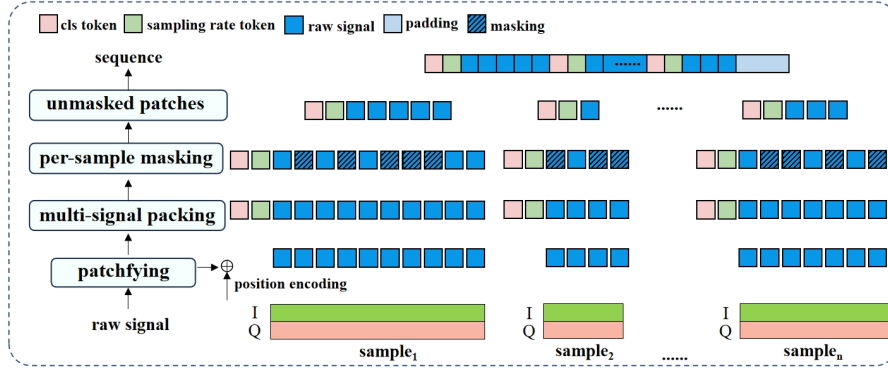 cls token sampling rate token raw signal padding masking
sequence
......
unmasked patches
......
per-sample masking
multi-signal packing
patchfying
position encoding
raw signal
I
Q
I
Q
I
Q
sample1 sample2 ...... samplen